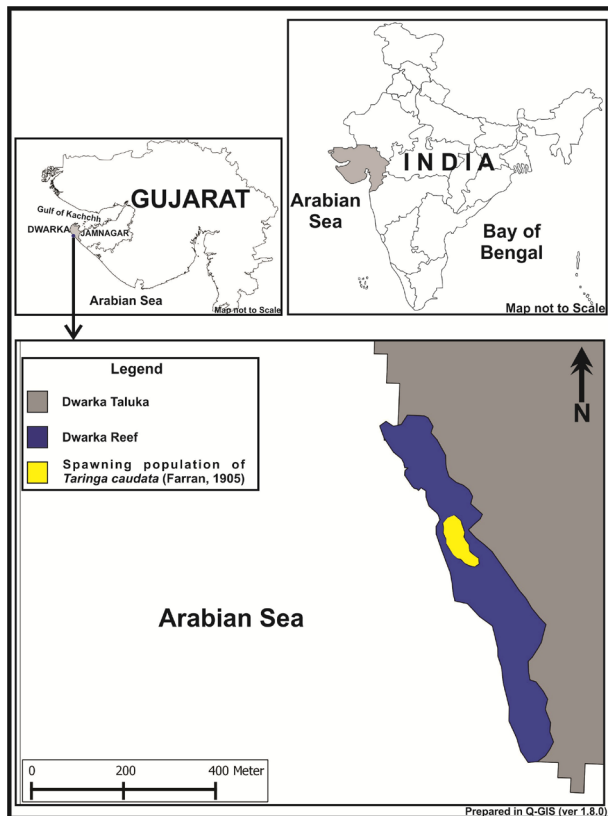 GUJARAT
Gulf of Kachchh
DWARKA
JAMNAGAR
Arabian Sea
Map not to Scale
INDIA
Arabian
Sea
Bay of
Bengal
Map not to Scale
Legend
Dwarka Taluka
Dwarka Reef
Spawning population of
Taringa caudata (Farran, 1905)
N
Arabian Sea
0 200 400 Meter
Prepared in Q-GIS (ver 1.8.0)